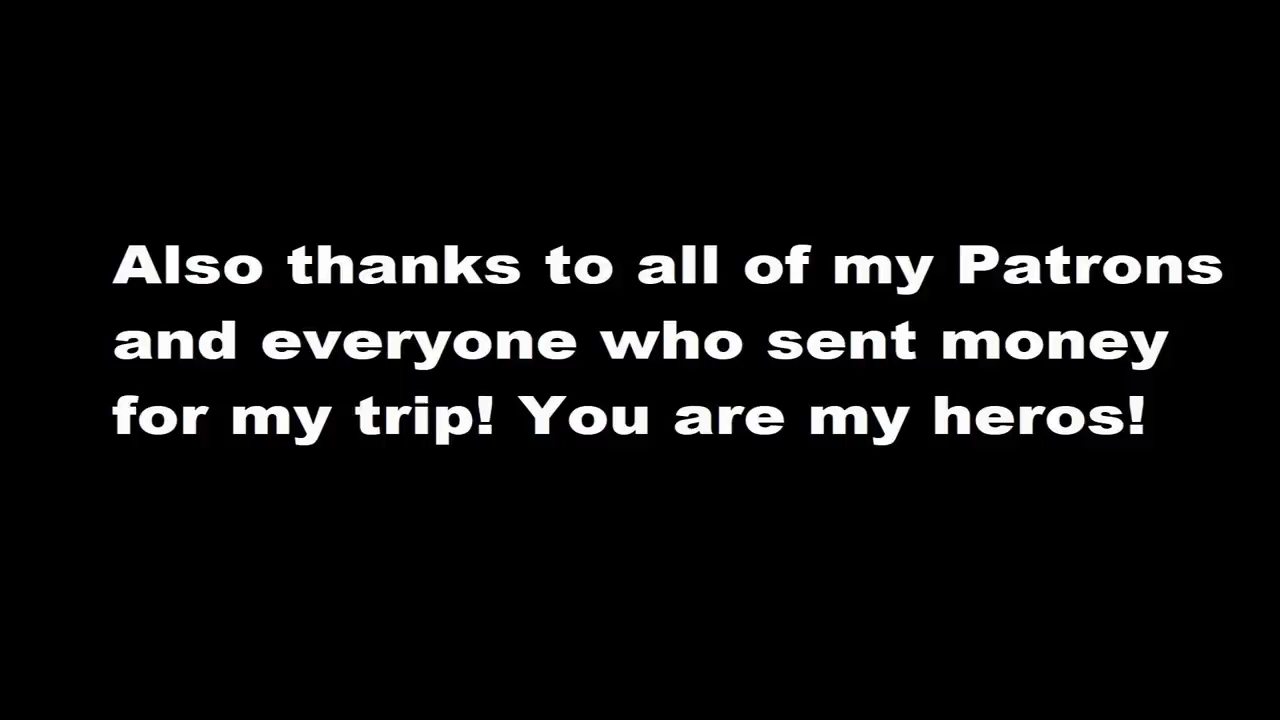 Also thanks to all of my Patrons
and everyone who sent money
for my trip! You are my heros!